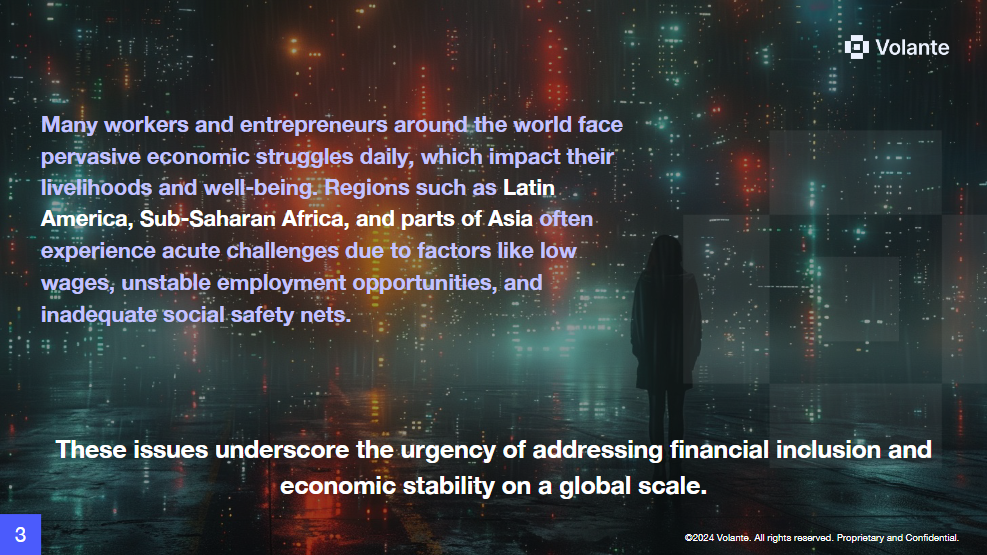 Volante
Many workers and entrepreneurs around the world face
pervasive economic struggles daily, which impact their
livelihoods and well-being. Regions such as Latin
America, Sub-Saharan Africa, and parts of Asia often
experience acute challenges due to factors like low
wages, unstable employment opportunities, and
inadequate social safety nets.
These issues underscore the urgency of addressing financial inclusion and
economic stability on a global scale.
3
©2024 Volante. All rights reserved. Proprietary and Confidential.